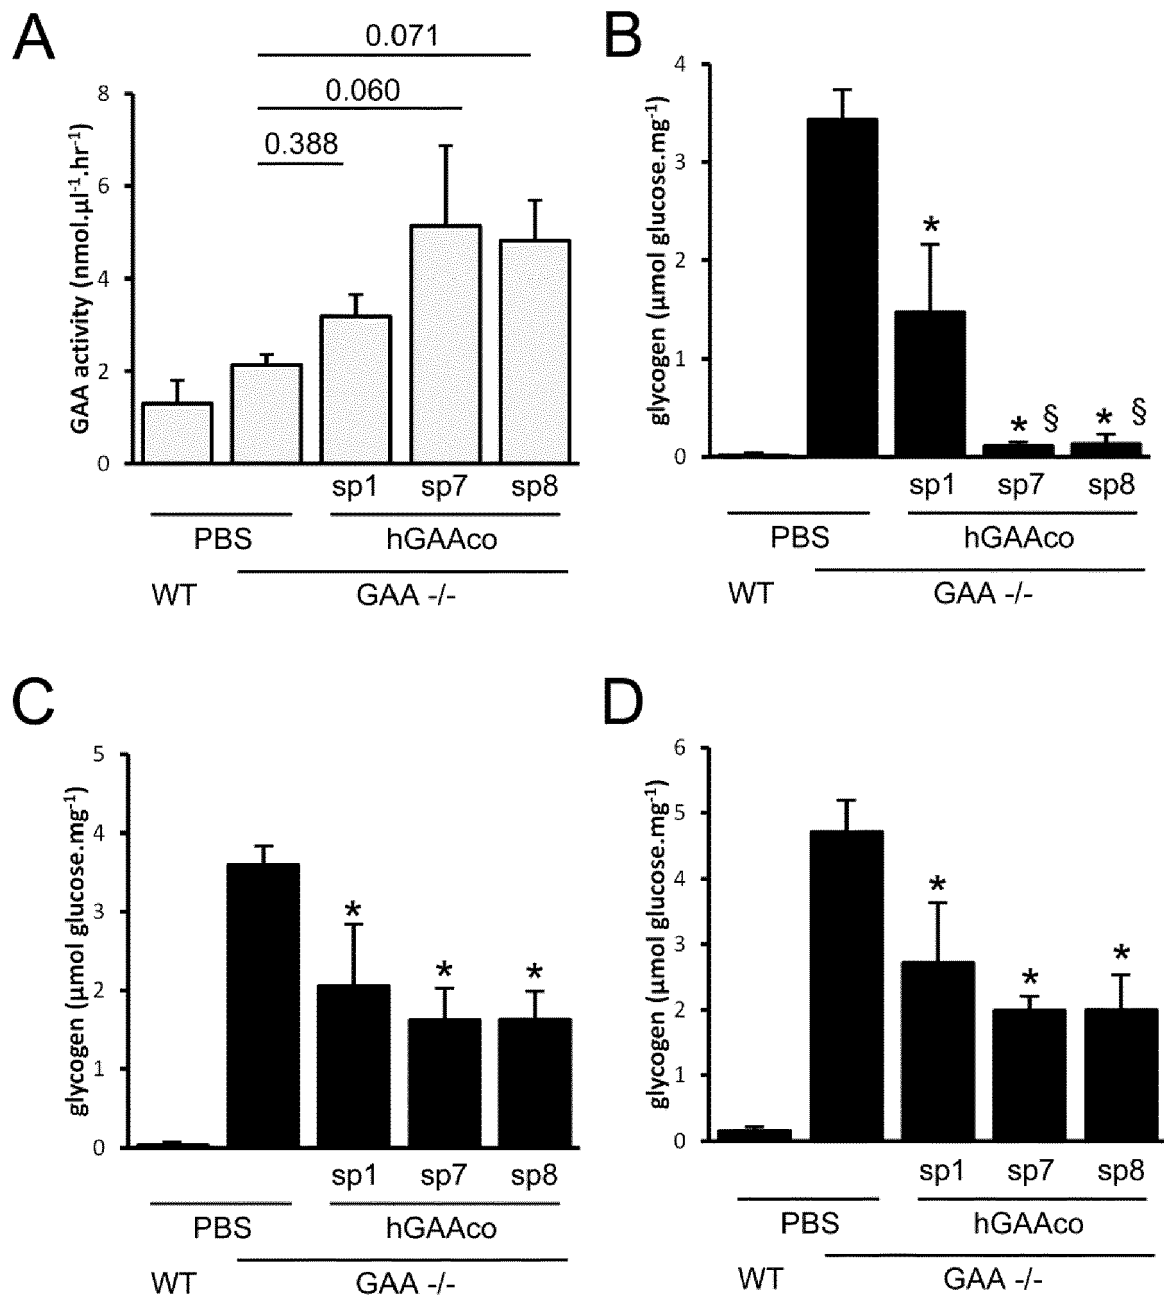 A
0.071
0.060
0.388
GAA activity (nmol.µl⁻¹.hr⁻¹)
8
6
4
2
0
sp1 sp7 sp8
PBS hGAAco
WT GAA -/-
B
glycogen (µmol glucose.mg⁻¹)
4
3
2
1
0
*
* §
* §
sp1 sp7 sp8
PBS hGAAco
WT GAA -/-
C
glycogen (µmol glucose.mg⁻¹)
5
4
3
2
1
0
* * *
sp1 sp7 sp8
PBS hGAAco
WT GAA -/-
D
glycogen (µmol glucose.mg⁻¹)
6
5
4
3
2
1
0
* * *
sp1 sp7 sp8
PBS hGAAco
WT GAA -/-